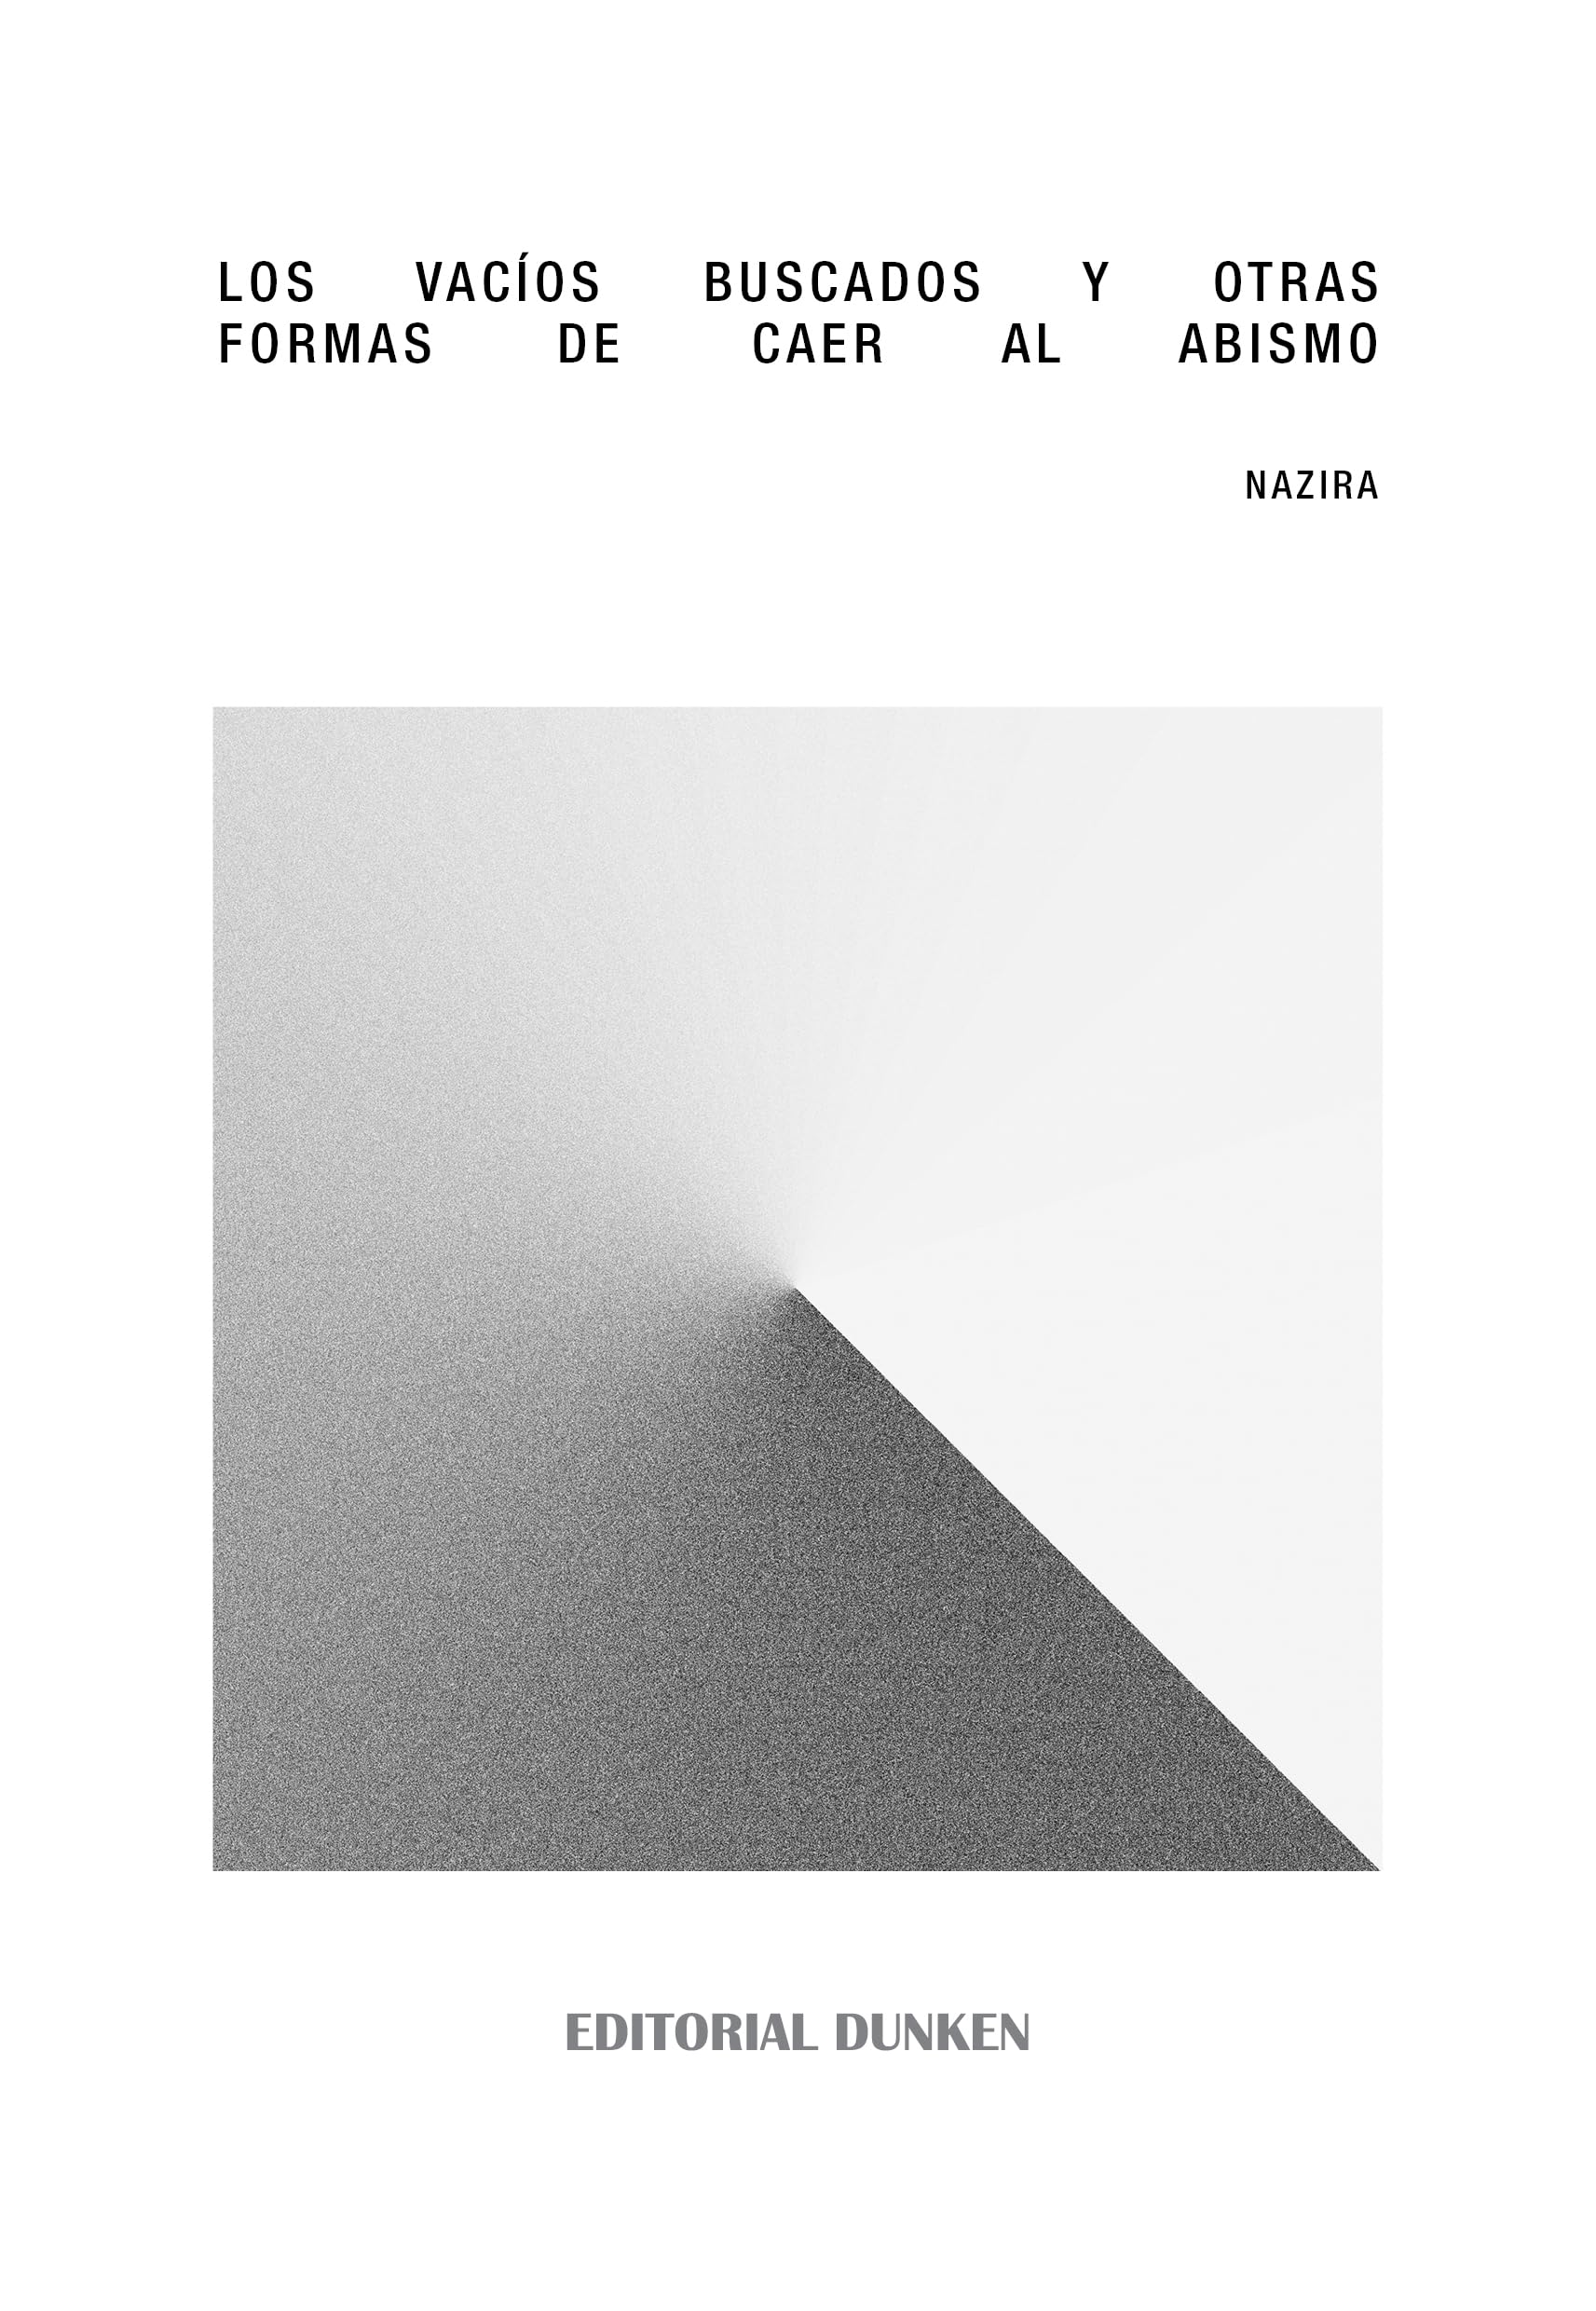 LOS VACÍOS BUSCADOS Y OTRAS
FORMAS DE CAER AL ABISMO
NAZIRA
EDITORIAL DUNKEN